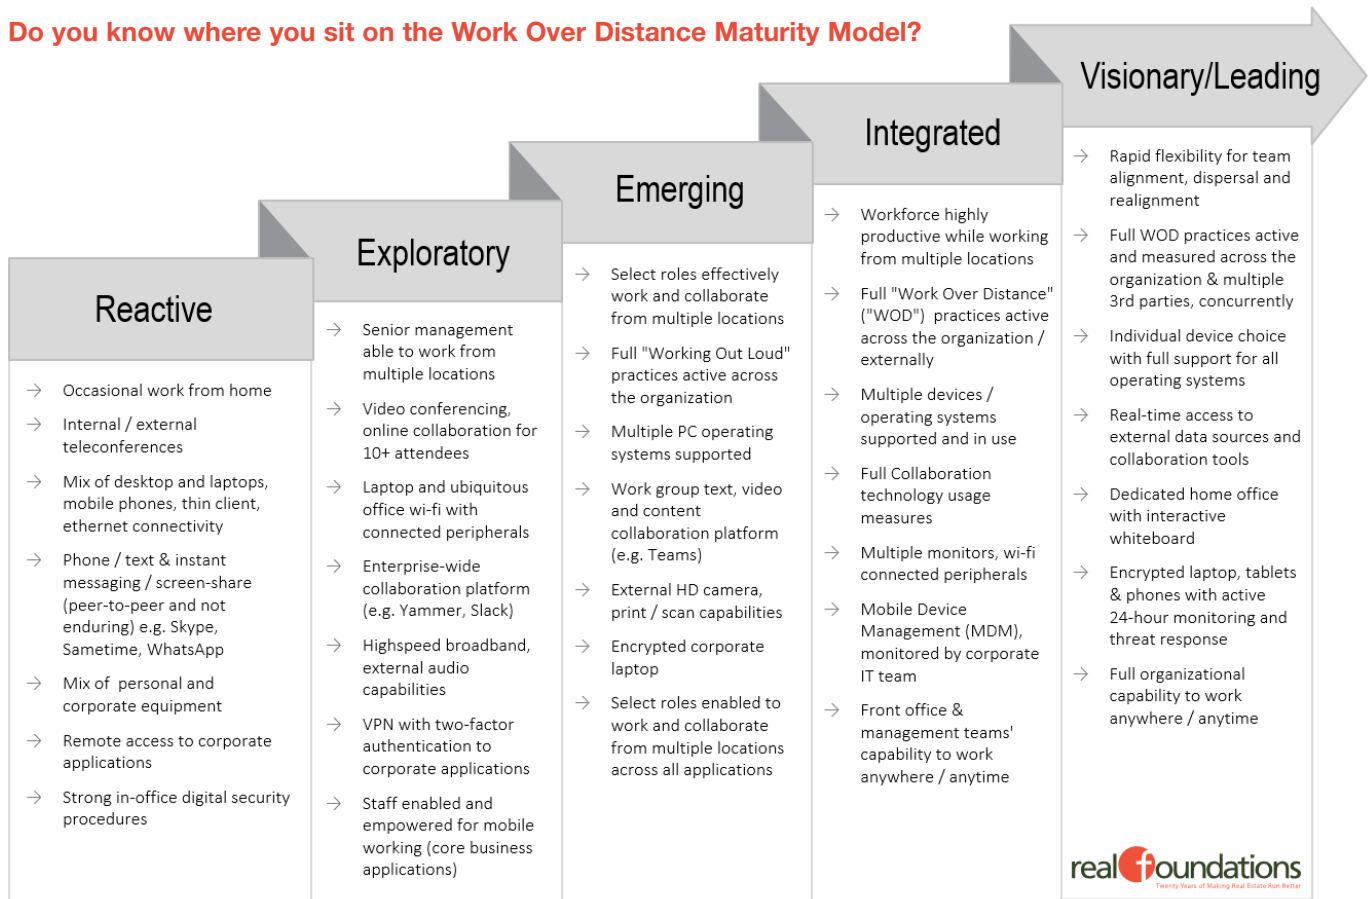 Do you know where you sit on the Work Over Distance Maturity Model?
Reactive
Occasional work from home
Internal / external
teleconferences
Mix of desktop and laptops,
mobile phones, thin client,
ethernet connectivity
Phone / text & instant
messaging / screen-share
(peer-to-peer and not
enduring) e.g. Skype,
Sametime, WhatsApp
Mix of  personal and
corporate equipment
Remote access to corporate
applications
Strong in-office digital security
procedures
Exploratory
Senior management
able to work from
multiple locations
Video conferencing,
online collaboration for
10+ attendees
Laptop and ubiquitous
office wi-fi with
connected peripherals
Enterprise-wide
collaboration platform
(e.g. Yammer, Slack)
Highspeed broadband,
external audio
capabilities
VPN with two-factor
authentication to
corporate applications
Staff enabled and
empowered for mobile
working (core business
applications)
Emerging
Select roles effectively
work and collaborate
from multiple locations
Full "Working Out Loud"
practices active across
the organization
Multiple PC operating
systems supported
Work group text, video
and content
collaboration platform
(e.g. Teams)
External HD camera,
print / scan capabilities
Encrypted corporate
laptop
Select roles enabled to
work and collaborate
from multiple locations
across all applications
Integrated
Workforce highly
productive while working
from multiple locations
Full "Work Over Distance"
("WOD")  practices active
across the organization /
externally
Multiple devices /
operating systems
supported and in use
Full Collaboration
technology usage
measures
Multiple monitors, wi-fi
connected peripherals
Mobile Device
Management (MDM),
monitored by corporate
IT team
Front office &
management teams'
capability to work
anywhere / anytime
Visionary/Leading
Rapid flexibility for team
alignment, dispersal and
realignment
Full WOD practices active
and measured across the
organization & multiple
3rd parties, concurrently
Individual device choice
with full support for all
operating systems
Real-time access to
external data sources and
collaboration tools
Dedicated home office
with interactive
whiteboard
Encrypted laptop, tablets
& phones with active
24-hour monitoring and
threat response
Full organizational
capability to work
anywhere / anytime
real foundations
Twenty Years of Making Real Estate Run Better